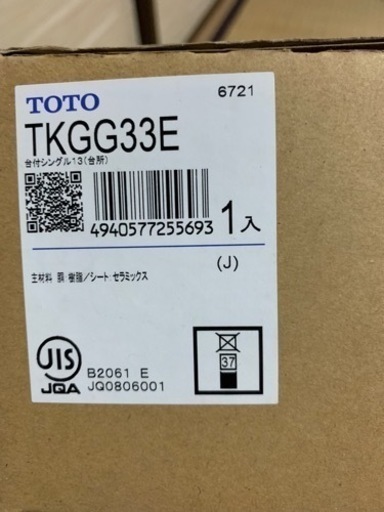 TOTO
6721
TKGG33E
台付シングル13(台所)
4940577255693
1入
(J)
主材料 胴:樹脂/シート:セラミックス
JIS
JQA
B2061 E
JQ0806001
37